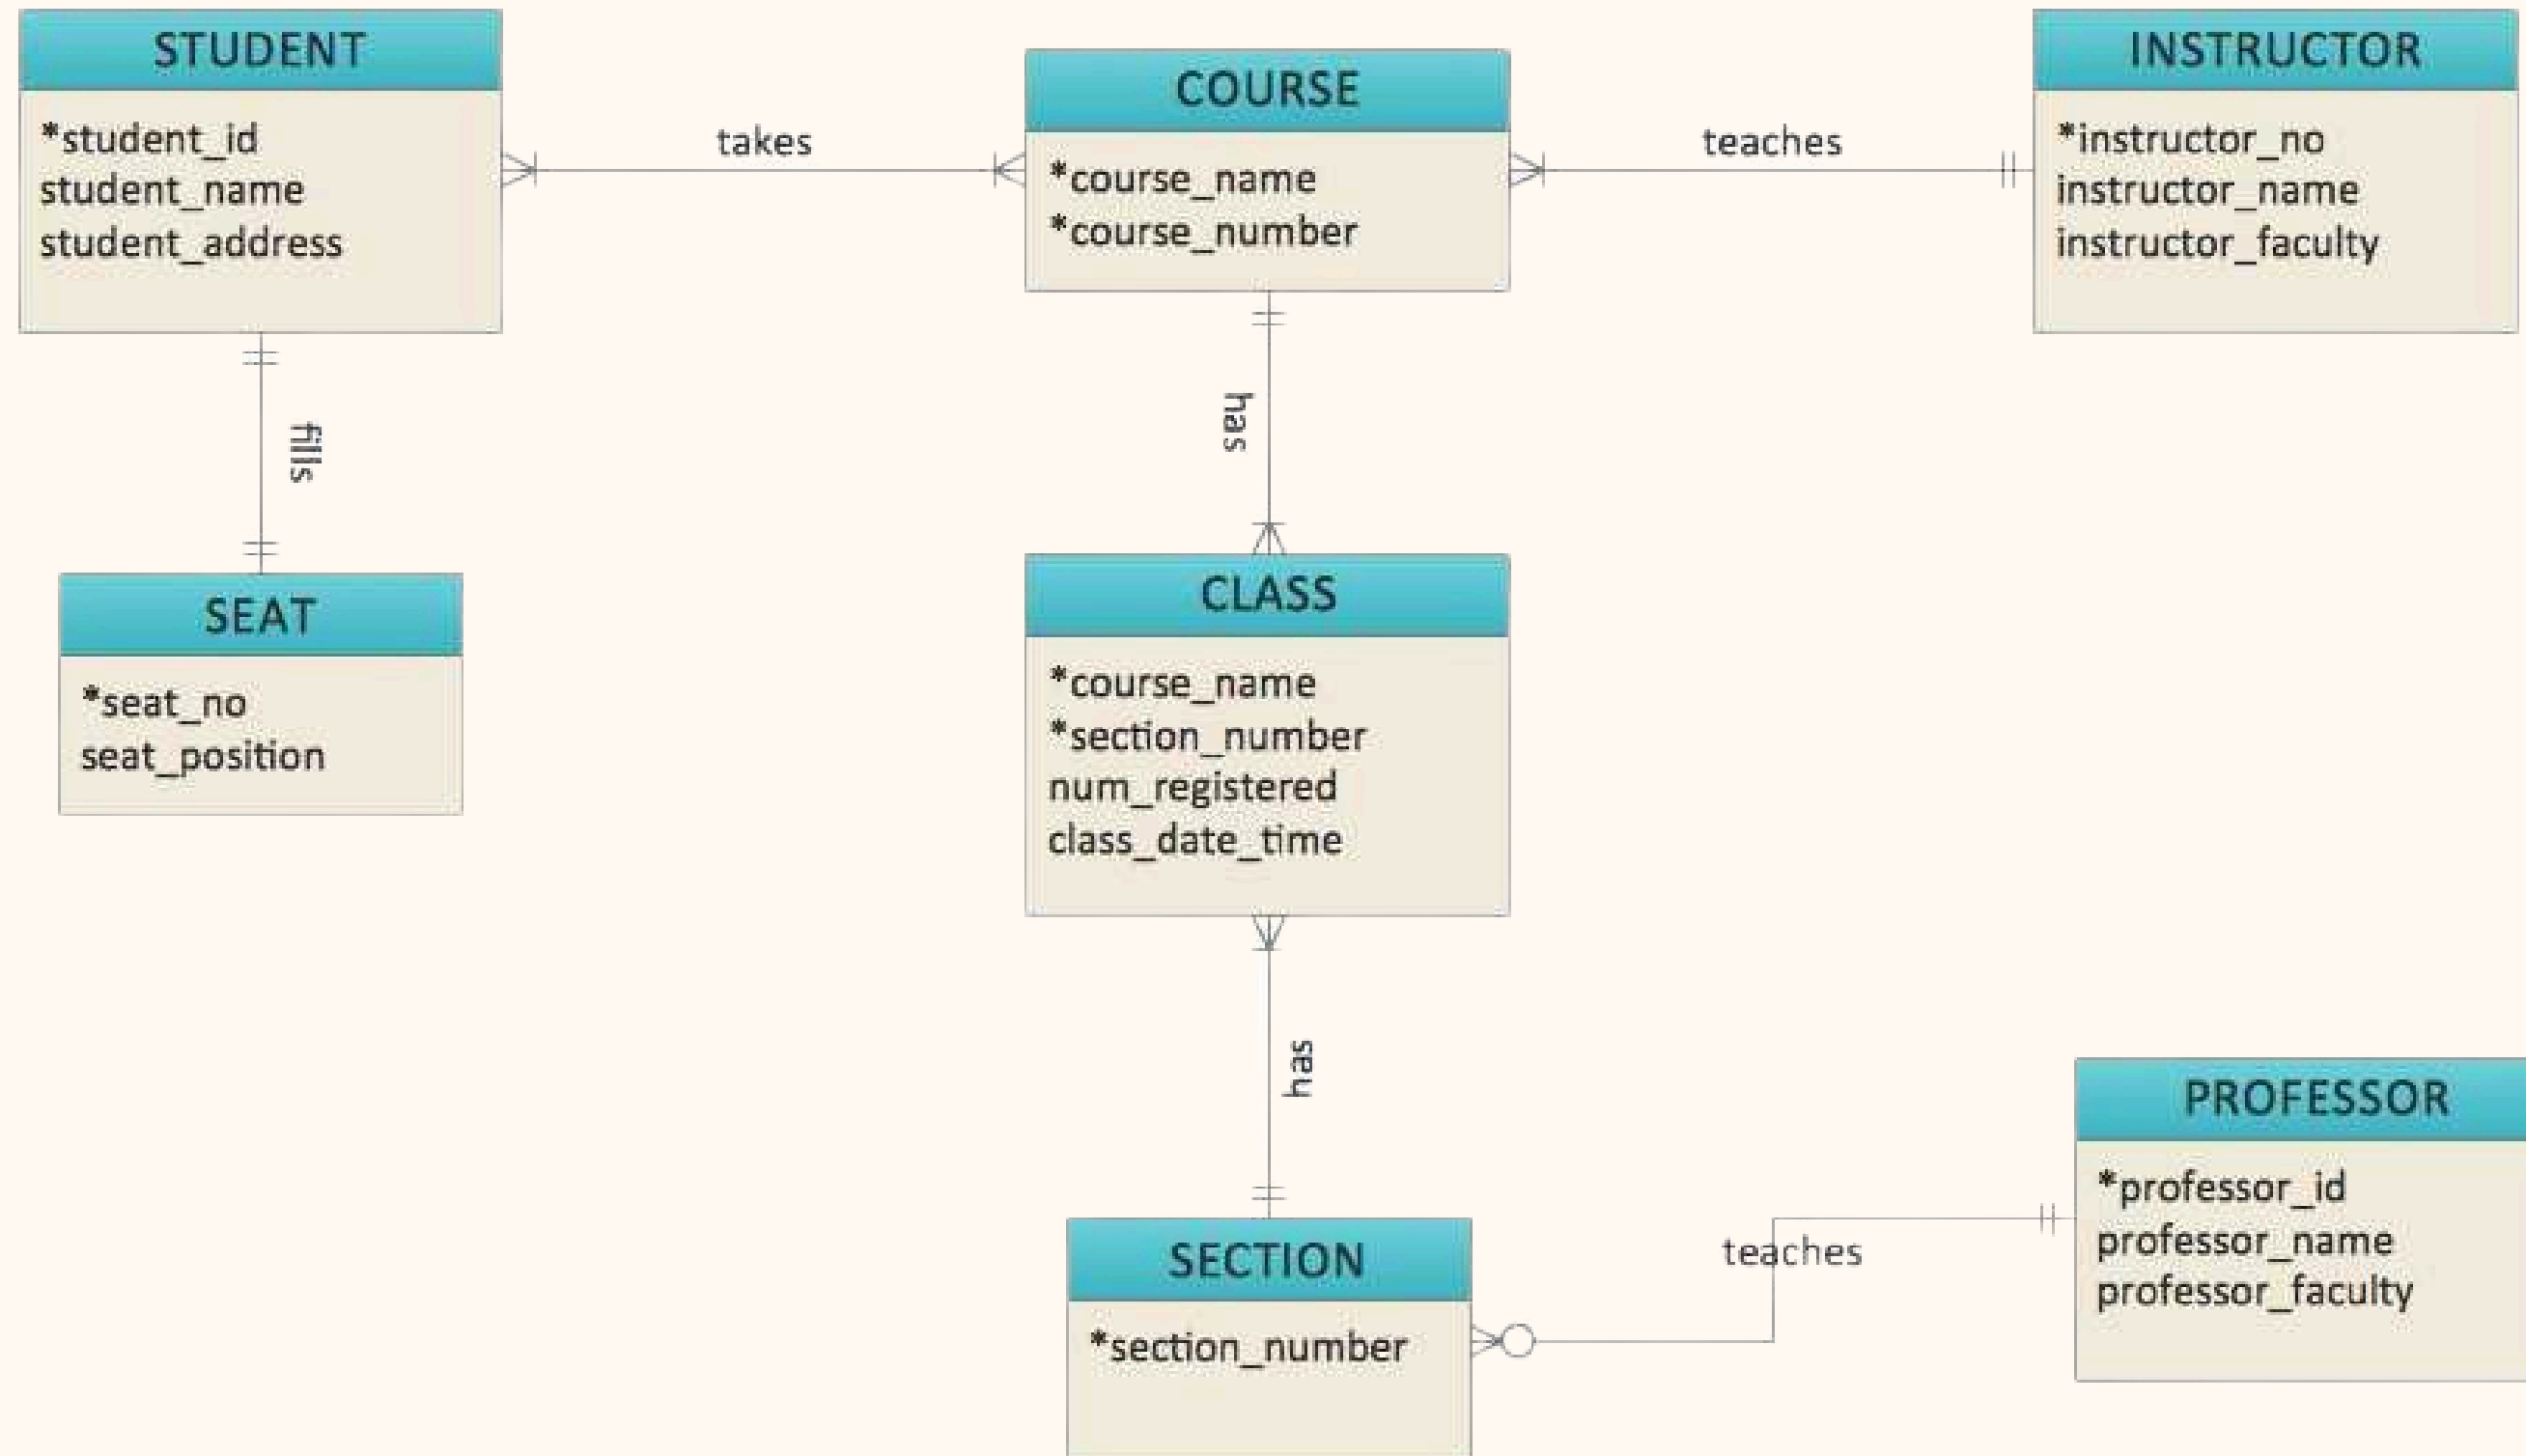 STUDENT
*student_id
student_name
student_address
takes
COURSE
*course_name
*course_number
teaches
INSTRUCTOR
*instructor_no
instructor_name
instructor_faculty
fills
has
SEAT
*seat_no
seat_position
CLASS
*course_name
*section_number
num_registered
class_date_time
has
SECTION
*section_number
teaches
PROFESSOR
*professor_id
professor_name
professor_faculty